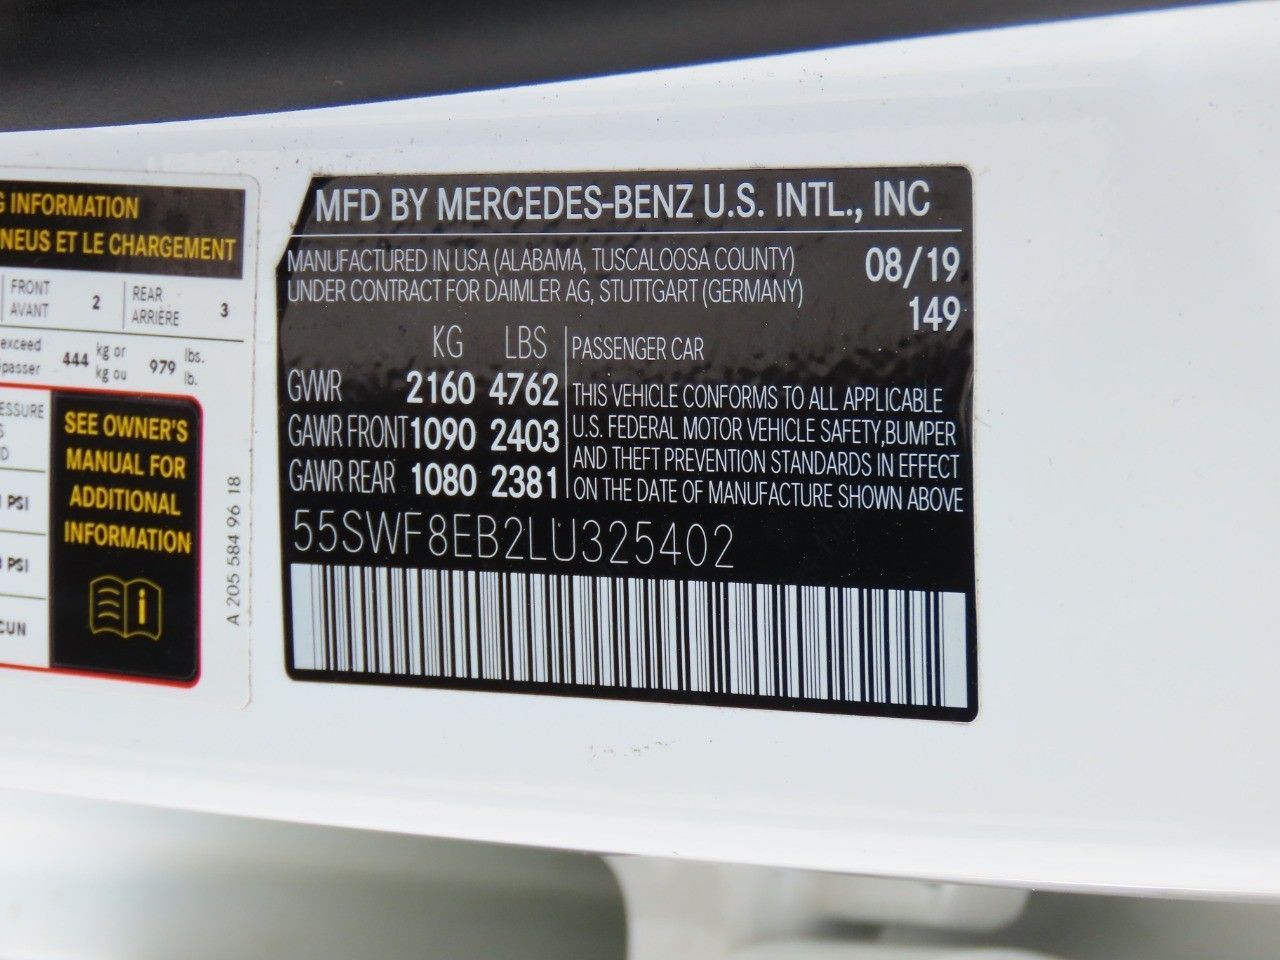 G INFORMATION
NEUS ET LE CHARGEMENT
FRONT
AVANT
2
REAR
ARRIÈRE
3
exceed
passer
444
kg or
kg ou
979
lbs.
lb.
ESSURE
S
D
PSI
PSI
CUN
SEE OWNER'S
MANUAL FOR
ADDITIONAL
INFORMATION
i
A 205 584 96 18
MFD BY MERCEDES-BENZ U.S. INTL., INC
MANUFACTURED IN USA (ALABAMA, TUSCALOOSA COUNTY)
UNDER CONTRACT FOR DAIMLER AG, STUTTGART (GERMANY)
08/19
149
KG LBS
GVWR 2160 4762
GAWR FRONT 1090 2403
GAWR REAR 1080 2381
PASSENGER CAR
THIS VEHICLE CONFORMS TO ALL APPLICABLE
U.S. FEDERAL MOTOR VEHICLE SAFETY,BUMPER
AND THEFT PREVENTION STANDARDS IN EFFECT
ON THE DATE OF MANUFACTURE SHOWN ABOVE
55SWF8EB2LU325402